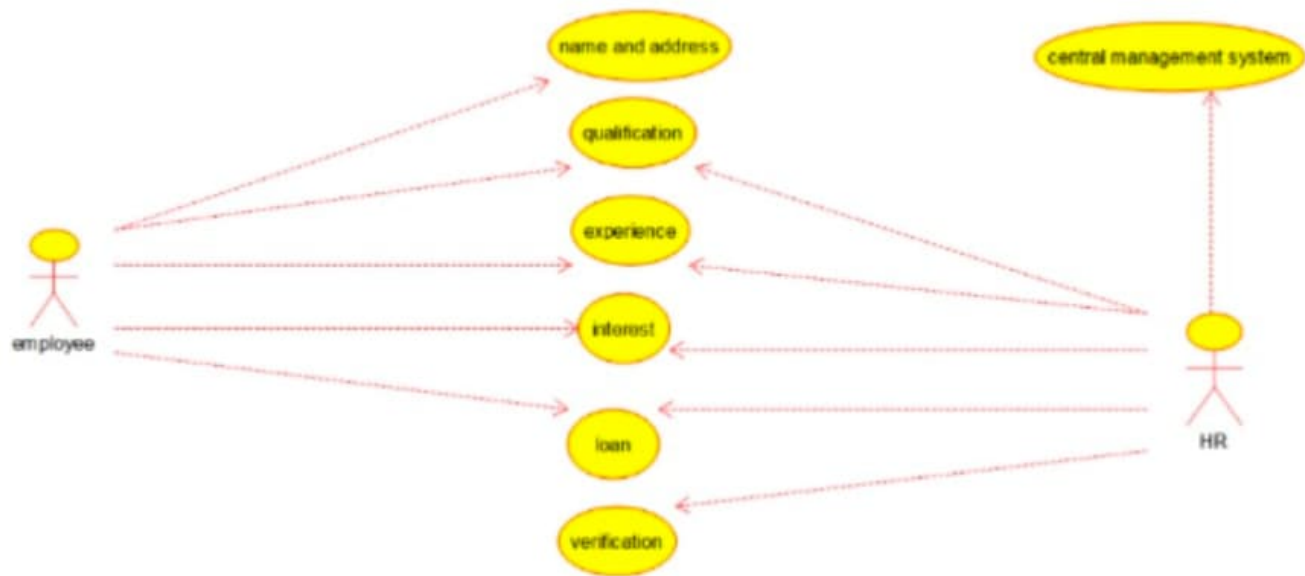 name and address
central management system
qualification
experience
interest
employee
loan
HR
verification